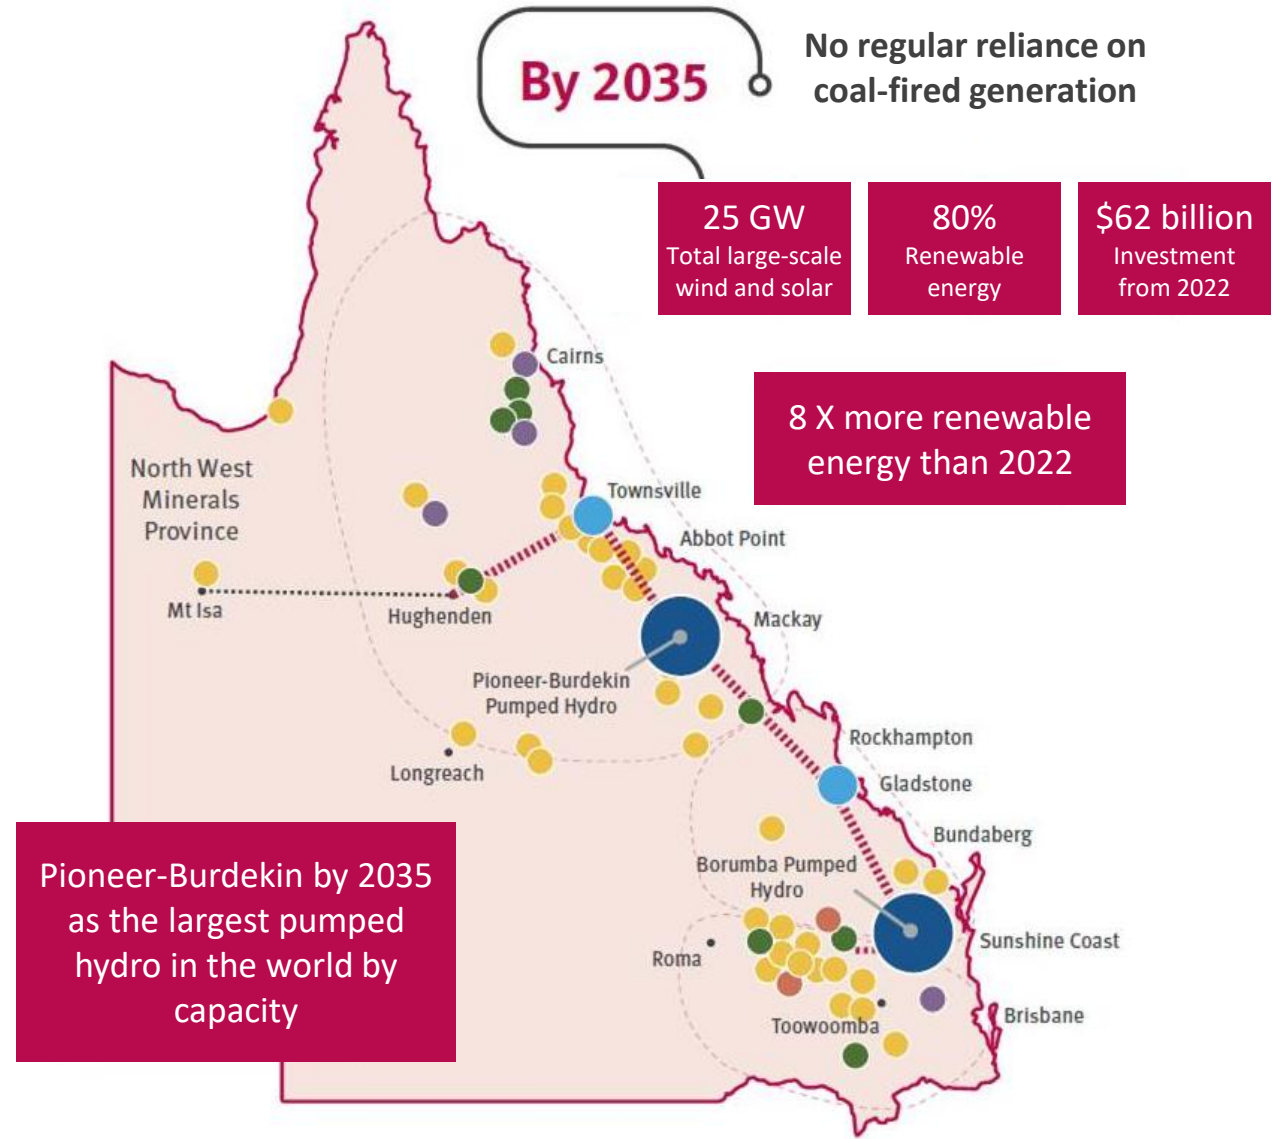 By 2035
No regular reliance on
coal-fired generation
25 GW
Total large-scale
wind and solar
80%
Renewable
energy
$62 billion
Investment
from 2022
8 X more renewable
energy than 2022
Cairns
North West
Minerals
Province
Townsville
Abbot Point
Mt Isa
Hughenden
Mackay
Pioneer-Burdekin
Pumped Hydro
Longreach
Rockhampton
Gladstone
Bundaberg
Borumba Pumped
Hydro
Roma
Sunshine Coast
Toowoomba
Brisbane
Pioneer-Burdekin by 2035
as the largest pumped
hydro in the world by
capacity